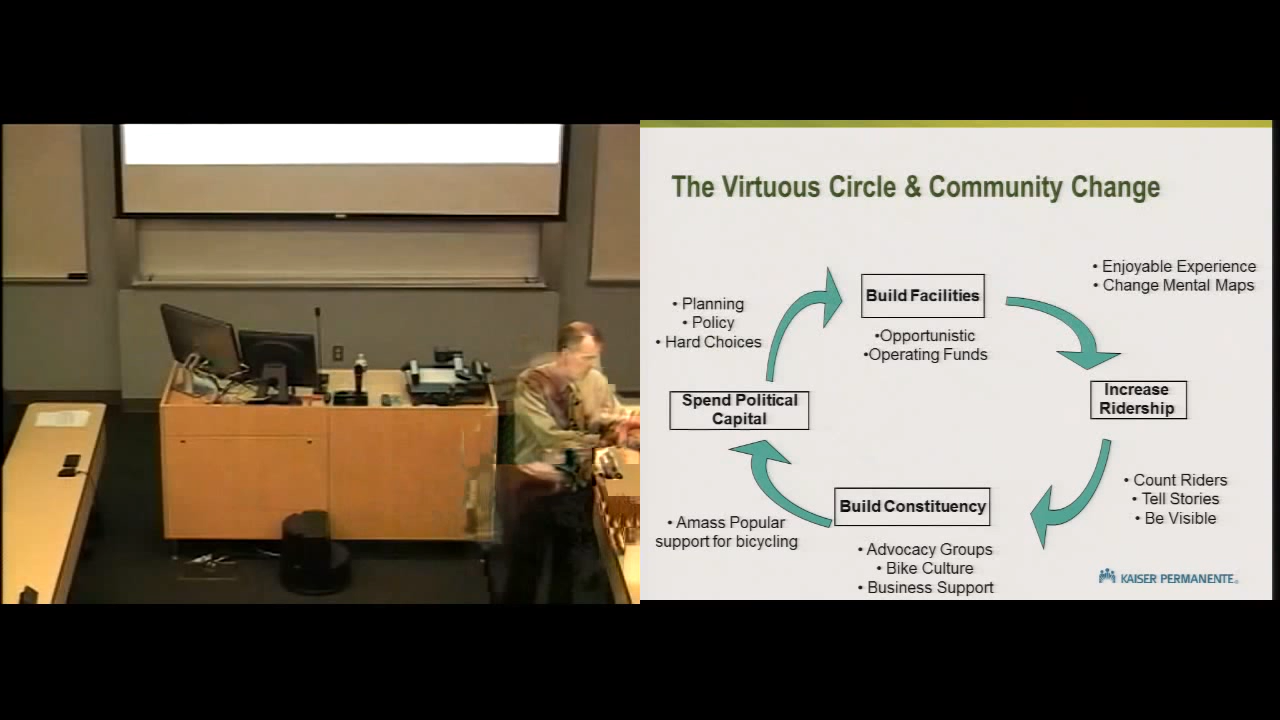 The Virtuous Circle & Community Change
• Enjoyable Experience
• Change Mental Maps
Build Facilities
• Planning
• Policy
• Hard Choices
•Opportunistic
•Operating Funds
Increase
Ridership
Spend Political
Capital
• Count Riders
• Tell Stories
• Be Visible
Build Constituency
• Amass Popular
support for bicycling
• Advocacy Groups
• Bike Culture
• Business Support
KAISER PERMANENTE®